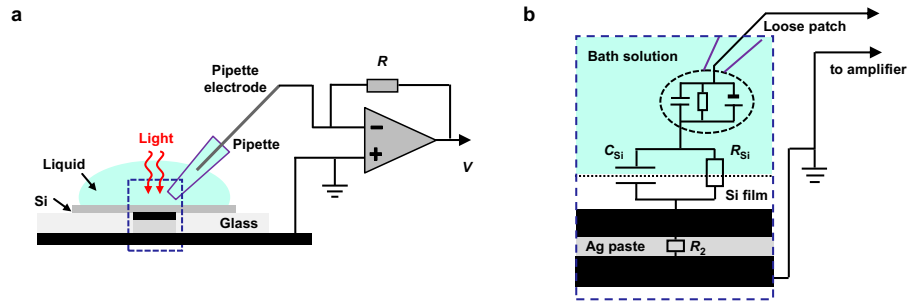 a
Pipette
electrode
R
Light
Pipette
Liquid
V
Si
Glass
b
Loose patch
Bath solution
to amplifier
CSi
RSi
Si film
Ag paste
R2